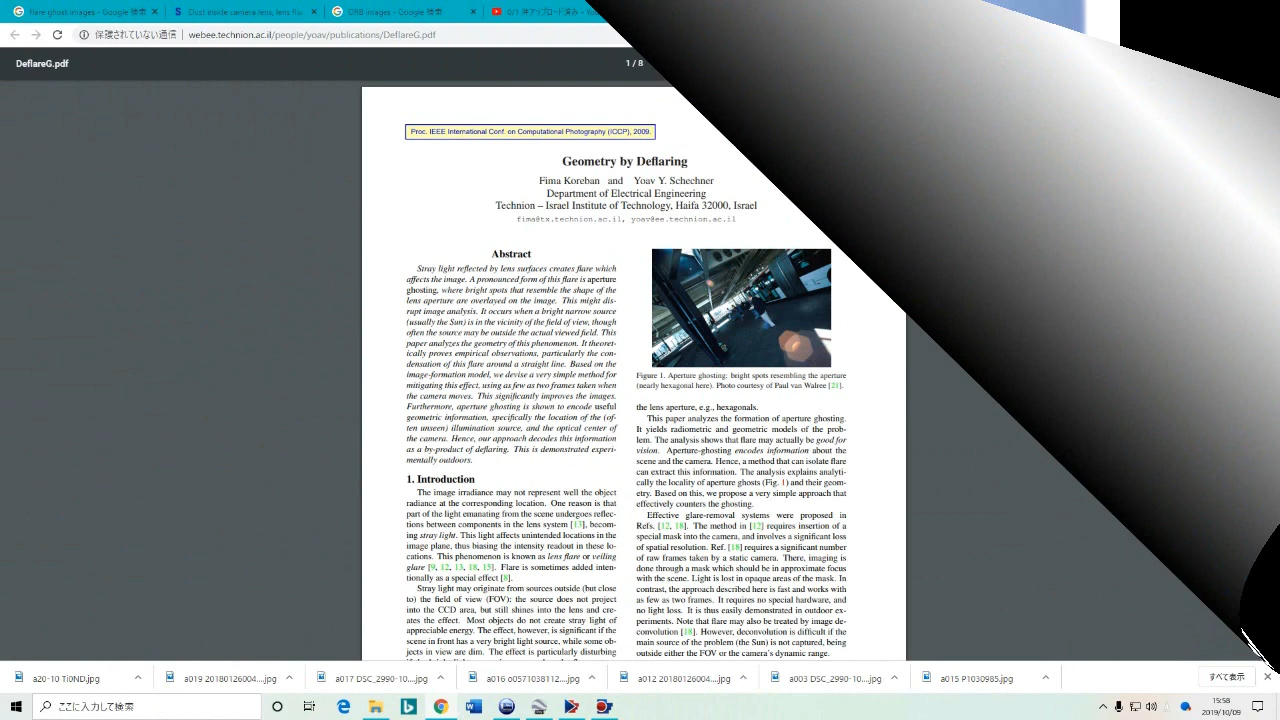 flare ghost images - Google 検索
Dust inside camera lens, lens flar
ORB images - Google 検索
保護されていない通信
webee.technion.ac.il/people/yoav/publications/DeflareG.pdf
DeflareG.pdf
1 / 8
Proc. IEEE International Conf. on Computational Photography (ICCP), 2009.
Geometry by Deflaring
Fima Koreban and Yoav Y. Schechner
Department of Electrical Engineering
Technion – Israel Institute of Technology, Haifa 32000, Israel
fima@tx.technion.ac.il, yoav@ee.technion.ac.il
Abstract
Stray light reflected by lens surfaces creates flare which
affects the image. A pronounced form of this flare is aperture
ghosting, where bright spots that resemble the shape of the
lens aperture are overlayed on the image. This might dis-
rupt image analysis. It occurs when a bright narrow source
(usually the Sun) is in the vicinity of the field of view, though
often the source may be outside the actual viewed field. This
paper analyzes the geometry of this phenomenon. It theoret-
ically proves empirical observations, particularly the con-
densation of this flare around a straight line. Based on the
image-formation model, we devise a very simple method for
mitigating this effect, using as few as two frames taken when
the camera moves. This significantly improves the images.
Furthermore, aperture ghosting is shown to encode useful
geometric information, specifically the location of the (of-
ten unseen) illumination source, and the optical center of
the camera. Hence, our approach decodes this information
as a by-product of deflaring. This is demonstrated experi-
mentally outdoors.
1. Introduction
The image irradiance may not represent well the object
radiance at the corresponding location. One reason is that
part of the light emanating from the scene undergoes reflec-
tions between components in the lens system [13], becom-
ing stray light. This light affects unintended locations in the
image plane, thus biasing the intensity readout in these lo-
cations. This phenomenon is known as lens flare or veiling
glare [9, 12, 13, 18, 15]. Flare is sometimes added inten-
tionally as a special effect [8].
Stray light may originate from sources outside (but close
to) the field of view (FOV); the source does not project
into the CCD area, but still shines into the lens and cre-
ates the effect. Most objects do not create stray light of
appreciable energy. The effect, however, is significant if the
scene in front has a very bright light source, while some ob-
jects in view are dim. The effect is particularly disturbing
Figure 1. Aperture ghosting: bright spots resembling the aperture
(nearly hexagonal here). Photo courtesy of Paul van Walree [21].
the lens aperture, e.g., hexagonals.
This paper analyzes the formation of aperture ghosting.
It yields radiometric and geometric models of the prob-
lem. The analysis shows that flare may actually be good for
vision. Aperture-ghosting encodes information about the
scene and the camera. Hence, a method that can isolate flare
can extract this information. The analysis explains analyti-
cally the locality of aperture ghosts (Fig. 1) and their geom-
etry. Based on this, we propose a very simple approach that
effectively counters the ghosting.
Effective glare-removal systems were proposed in
Refs. [12, 18]. The method in [12] requires insertion of a
special mask into the camera, and involves a significant loss
of spatial resolution. Ref. [18] requires a significant number
of raw frames taken by a static camera. There, imaging is
done through a mask which should be in approximate focus
with the scene. Light is lost in opaque areas of the mask. In
contrast, the approach described here is fast and works with
as few as two frames. It requires no special hardware, and
no light loss. It is thus easily demonstrated in outdoor ex-
periments. Note that flare may also be treated by image de-
convolution [18]. However, deconvolution is difficult if the
main source of the problem (the Sun) is not captured, being
outside either the FOV or the camera's dynamic range.
a20-10 TiXND.jpg
a019 20180126004....jpg
a017 DSC_2990-10....jpg
a016 o0571038112....jpg
a012 20180126004....jpg
a003 DSC_2990-10....jpg
a015 P1030985.jpg
すべて表示
ここに入力して検索
15:58
2019/10/09